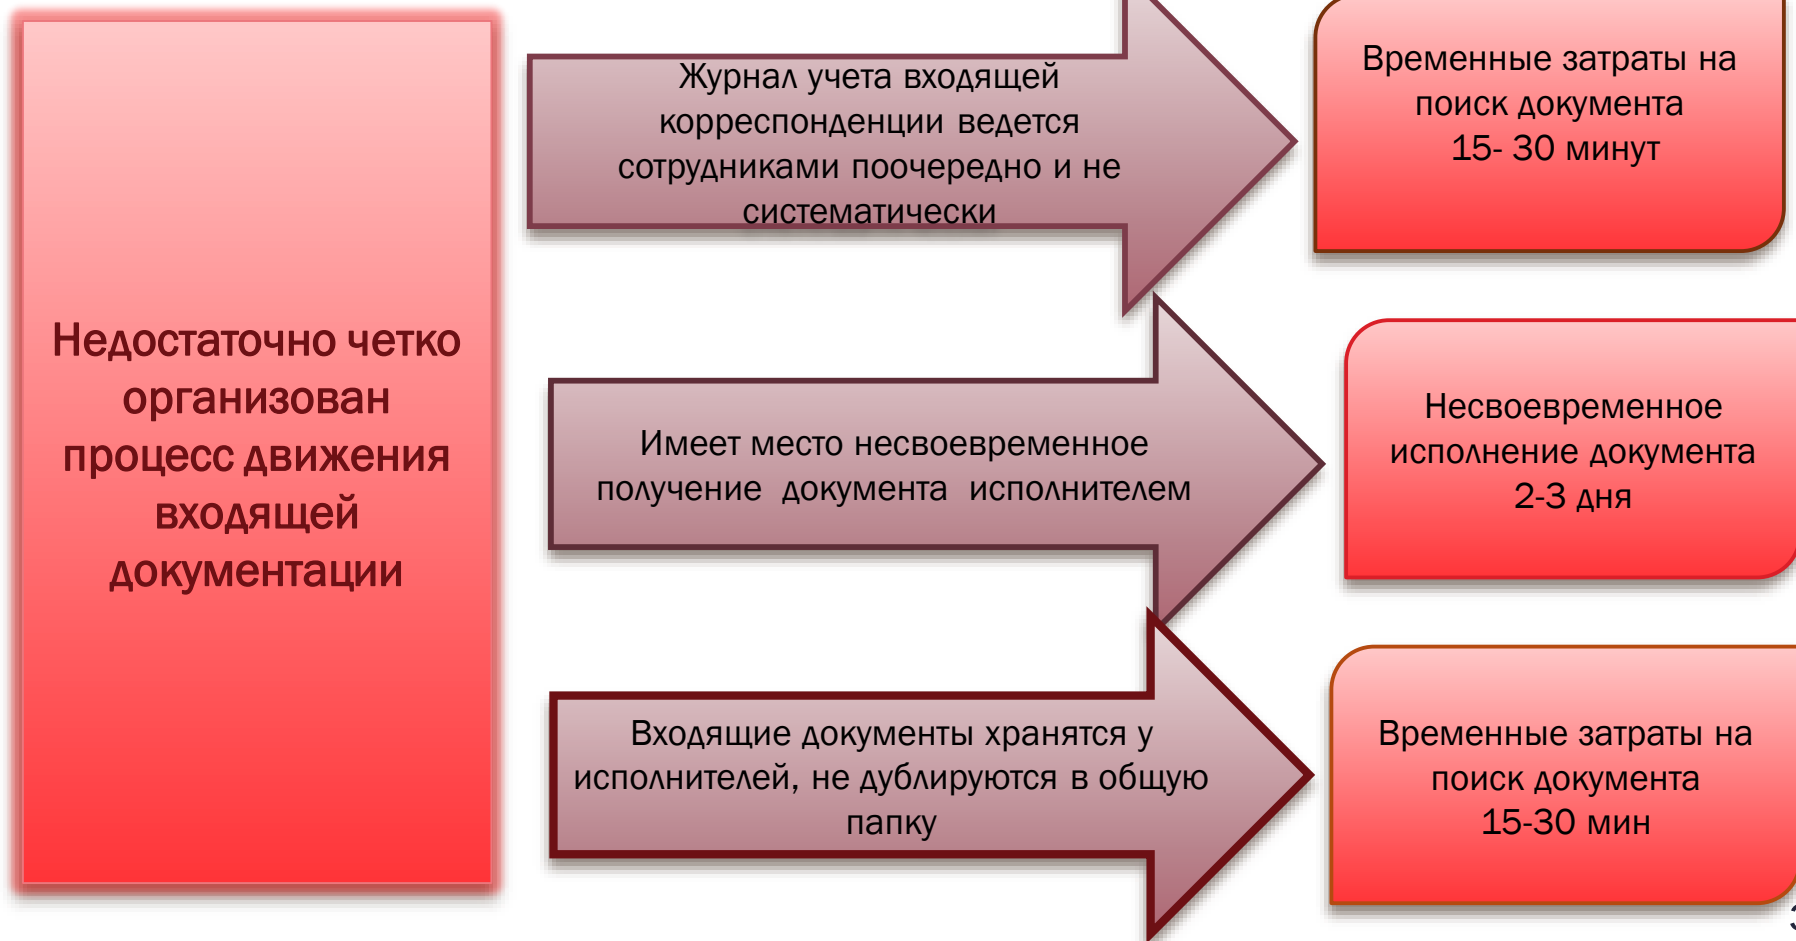 Недостаточно четко
организован
процесс движения
входящей
документации
Журнал учета входящей
корреспонденции ведется
сотрудниками поочередно и не
систематически
Временные затраты на
поиск документа
15- 30 минут
Имеет место несвоевременное
получение документа исполнителем
Несвоевременное
исполнение документа
2-3 дня
Входящие документы хранятся у
исполнителей, не дублируются в общую
папку
Временные затраты на
поиск документа
15-30 мин